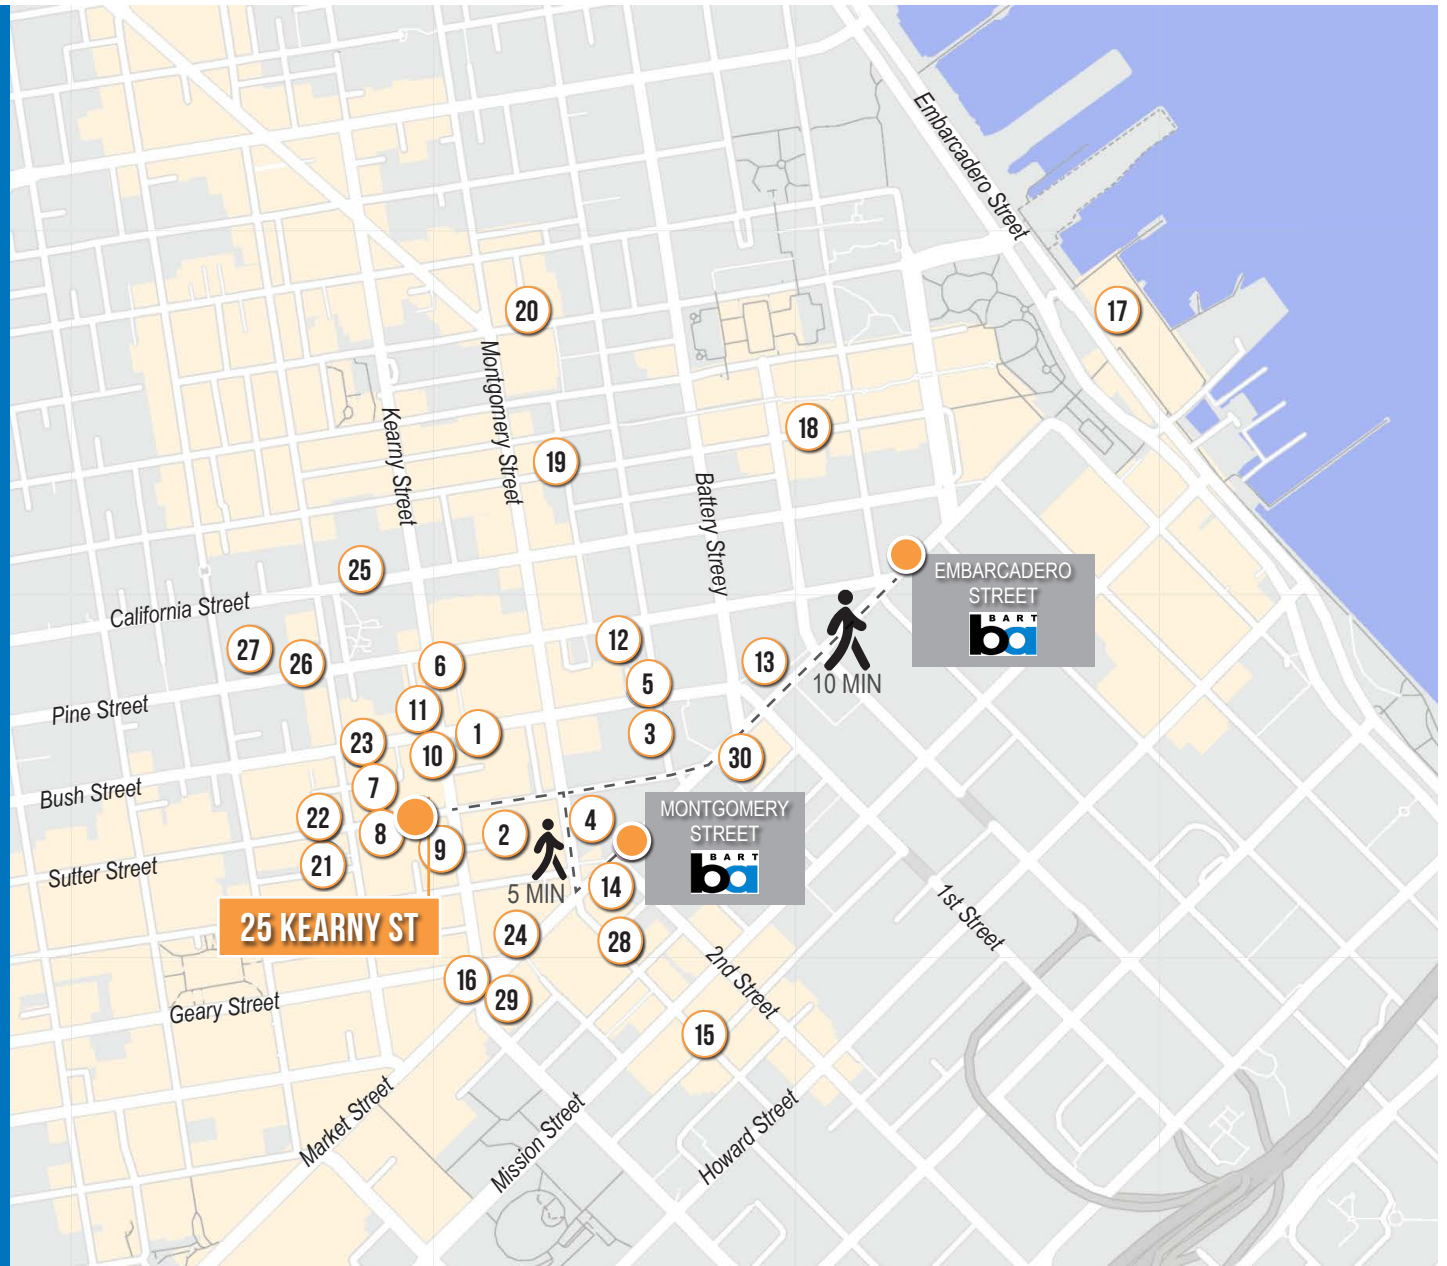 Embarcadero Street
17
20
Montgomery Street
Kearny Street
18
19
Battery Streey
25
EMBARCADERO
STREET
BART
ba
California Street
12
27
26
6
13
10 MIN
5
Pine Street
11
1
3
23
10
30
Bush Street
7
22
8
9
2
4
MONTGOMERY
STREET
BART
ba
Sutter Street
21
5 MIN
14
1st Street
25 KEARNY ST
24
28
2nd Street
16
29
Geary Street
15
Market Street
Mission Street
Howard Street